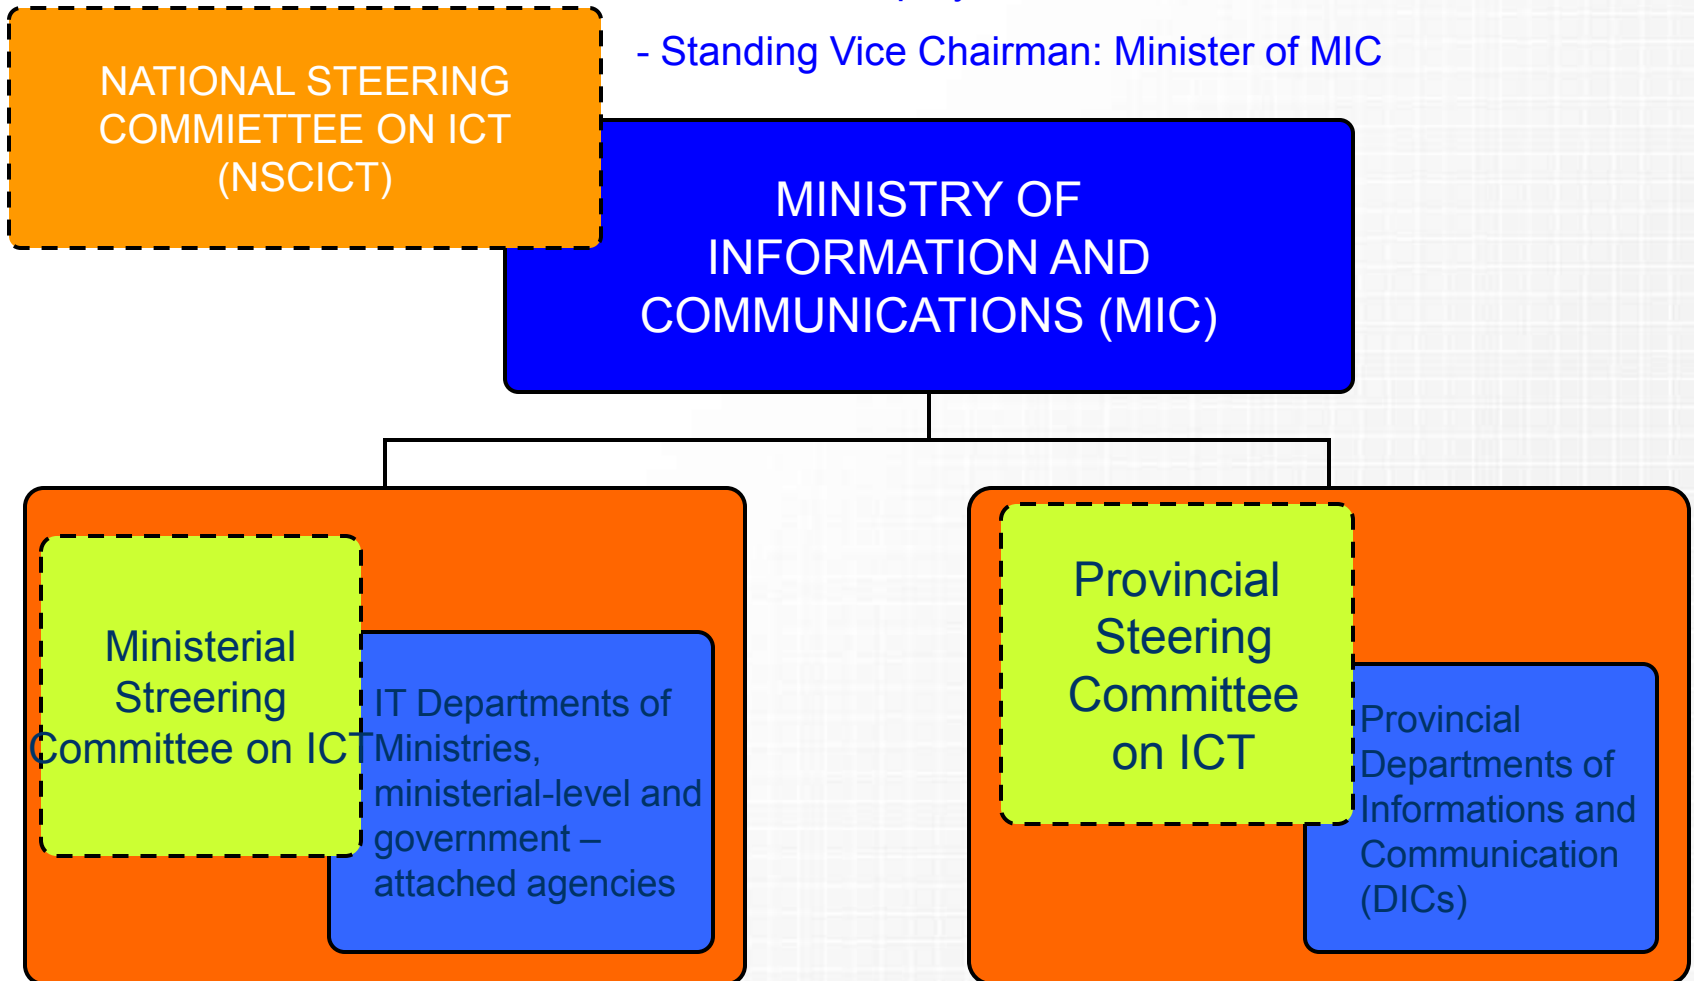 - Standing Vice Chairman: Minister of MIC
NATIONAL STEERING
COMMIETTEE ON ICT
(NSCICT)
MINISTRY OF
INFORMATION AND
COMMUNICATIONS (MIC)
Ministerial
Streering
Committee on ICT
IT Departments of
Ministries,
ministerial-level and
government –
attached agencies
Provincial
Steering
Committee
on ICT
Provincial
Departments of
Informations and
Communication
(DICs)